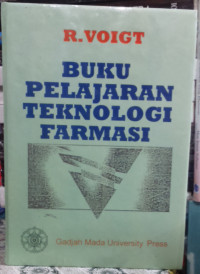 R.VOIGT
BUKU
PELAJARAN
TEKNOLOGI
FARMASI
Gadjah Mada University Press